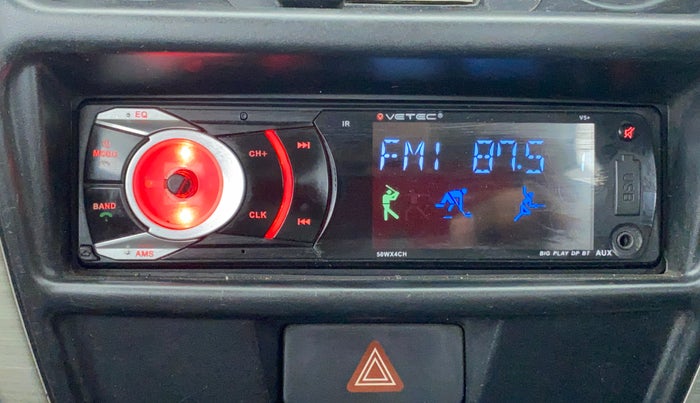 EQ
IR
VETEC®
V5+
MODE
CH+
FM1 87.5 1
BAND
CLK
USB
AMS
50WX4CH
BIG PLAY DP BT
AUX